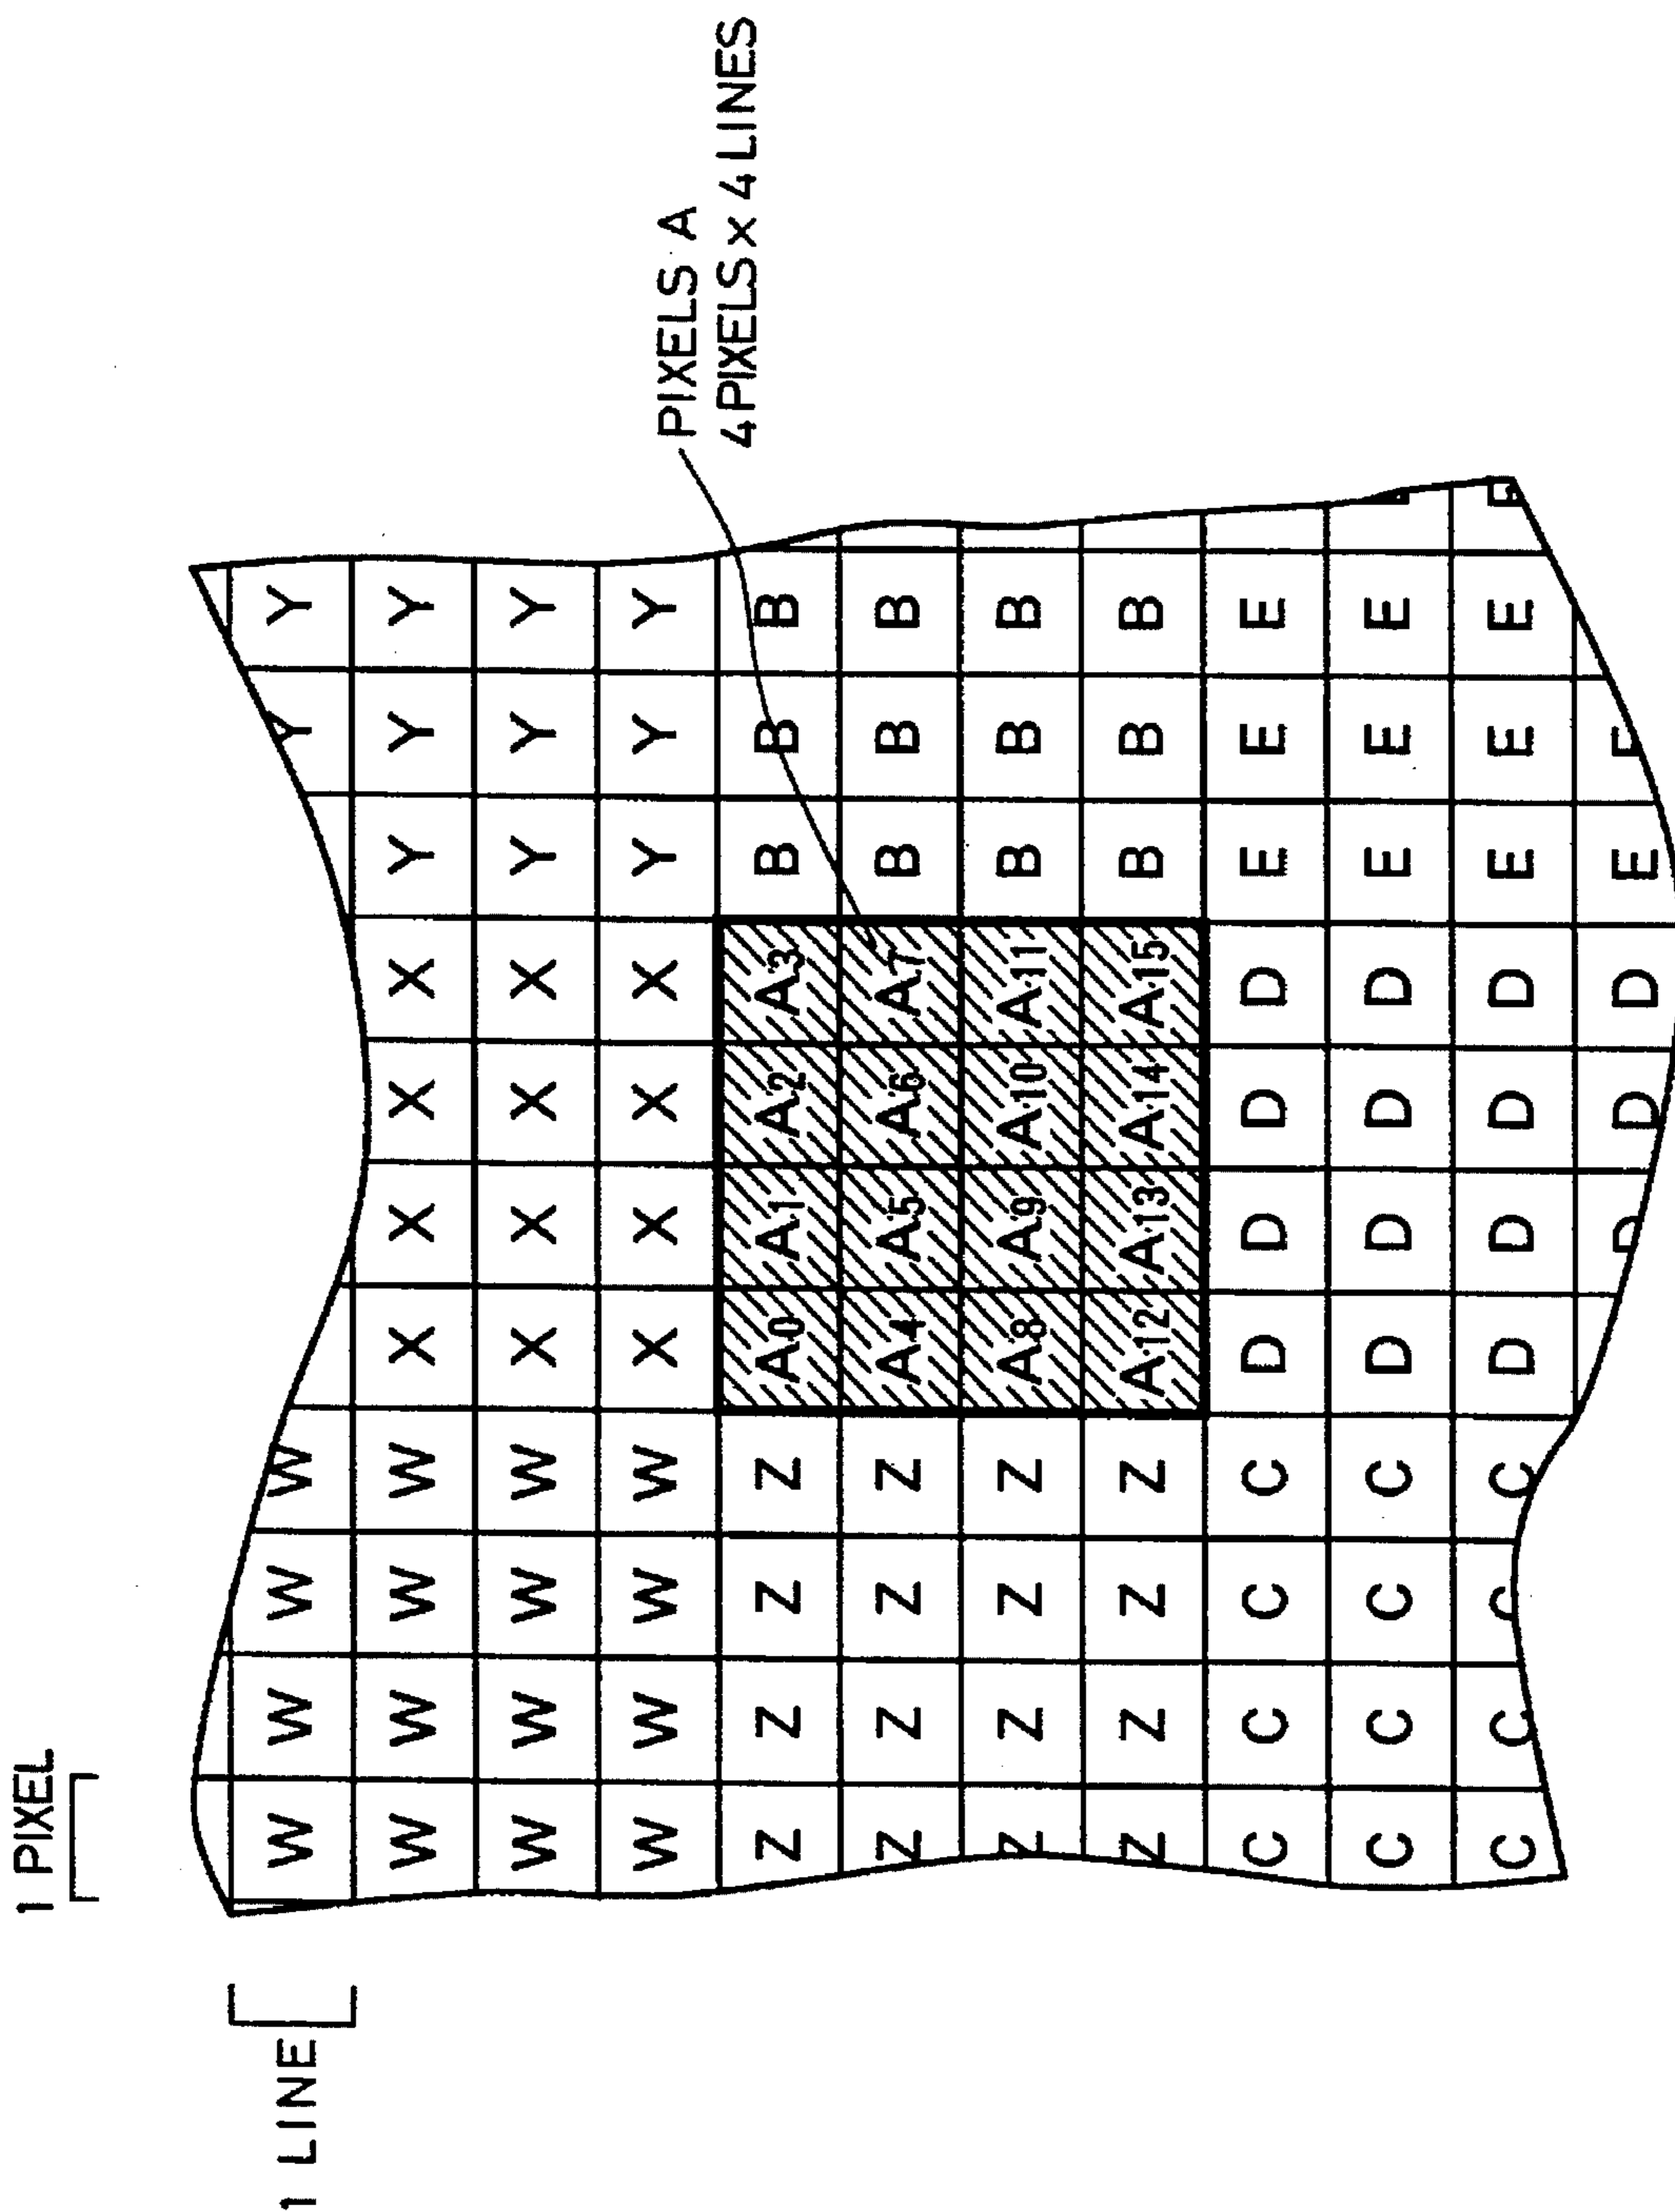 1 PIXEL
1 LINE
W W W W Y Y
W W W W X X X X Y Y Y
W W W W X X X X Y Y Y
W W W W X X X X Y Y Y
PIXELS A
4 PIXELS x 4 LINES
Z Z Z Z A0 A1 A2 A3 B B B
Z Z Z Z A4 A5 A6 A7 B B B
Z Z Z Z A8 A9 A10 A11 B B B
Z Z Z Z A12 A13 A14 A15 B B B
C C C C D D D D E E E
C C C C D D D D E E E
C C C C D D D D E E E
D D D E E